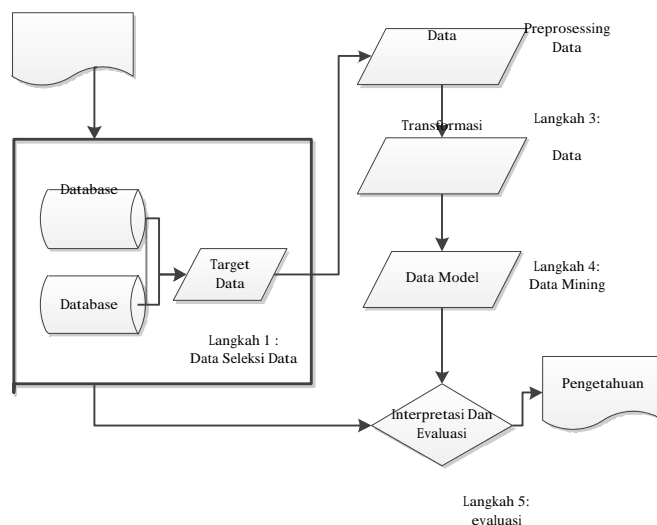 Data
Preprosessing
Data
Transformasi
Langkah 3:
Data
Database
Target
Data
Database
Langkah 1 :
Data Seleksi Data
Data Model
Langkah 4:
Data Mining
Interpretasi Dan
Evaluasi
Pengetahuan
Langkah 5:
evaluasi